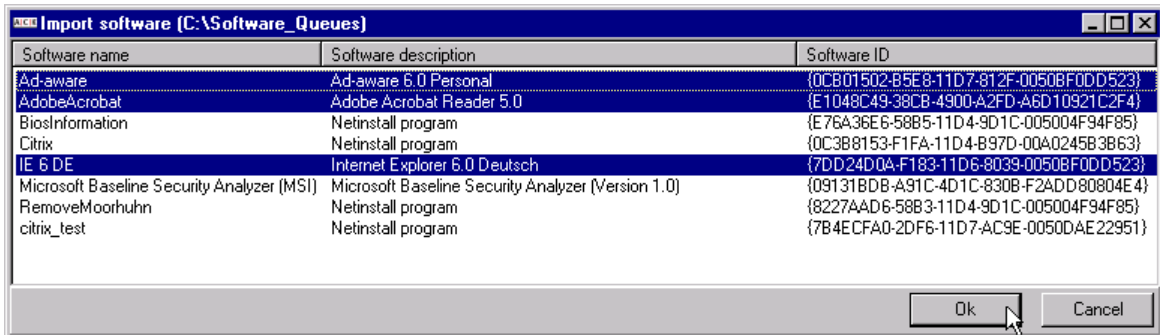 ACE Import software (C:\Software_Queues)
Software name Software description Software ID
Ad-aware Ad-aware 6.0 Personal {0CB01502-B5E8-11D7-812F-0050BF0DD523}
AdobeAcrobat Adobe Acrobat Reader 5.0 {E1048C49-38CB-4900-A2FD-A6D10921C2F4}
BiosInformation Netinstall program {E76A36E6-58B5-11D4-9D1C-005004F94F85}
Citrix Netinstall program {0C3B8153-F1FA-11D4-B97D-00A0245B3B63}
IE 6 DE Internet Explorer 6.0 Deutsch {7DD24D0A-F183-11D6-8039-0050BF0DD523}
Microsoft Baseline Security Analyzer (MSI) Microsoft Baseline Security Analyzer (Version 1.0) {09131BDB-A91C-4D1C-830B-F2ADD80804E4}
RemoveMoorhuhn Netinstall program {8227AAD6-58B3-11D4-9D1C-005004F94F85}
citrix_test Netinstall program {7B4ECFA0-2DF6-11D7-AC9E-0050DAE22951}
Ok Cancel